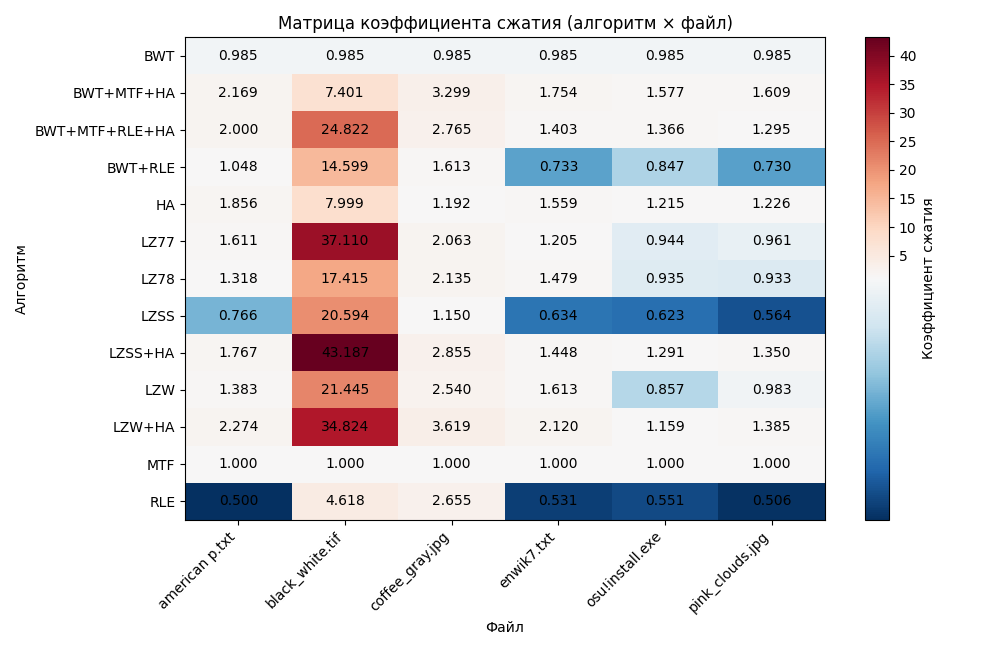 Матрица коэффициента сжатия (алгоритм × файл)
BWT 0.985 0.985 0.985 0.985 0.985 0.985
BWT+MTF+HA 2.169 7.401 3.299 1.754 1.577 1.609
BWT+MTF+RLE+HA 2.000 24.822 2.765 1.403 1.366 1.295
BWT+RLE 1.048 14.599 1.613 0.733 0.847 0.730
HA 1.856 7.999 1.192 1.559 1.215 1.226
LZ77 1.611 37.110 2.063 1.205 0.944 0.961
LZ78 1.318 17.415 2.135 1.479 0.935 0.933
LZSS 0.766 20.594 1.150 0.634 0.623 0.564
LZSS+HA 1.767 43.187 2.855 1.448 1.291 1.350
LZW 1.383 21.445 2.540 1.613 0.857 0.983
LZW+HA 2.274 34.824 3.619 2.120 1.159 1.385
MTF 1.000 1.000 1.000 1.000 1.000 1.000
RLE 0.500 4.618 2.655 0.531 0.551 0.506
american p.txt black_white.tif coffee_gray.jpg enwik7.txt osu!install.exe pink_clouds.jpg
Файл
Алгоритм
40
35
30
25
20
15
10
5
Коэффициент сжатия